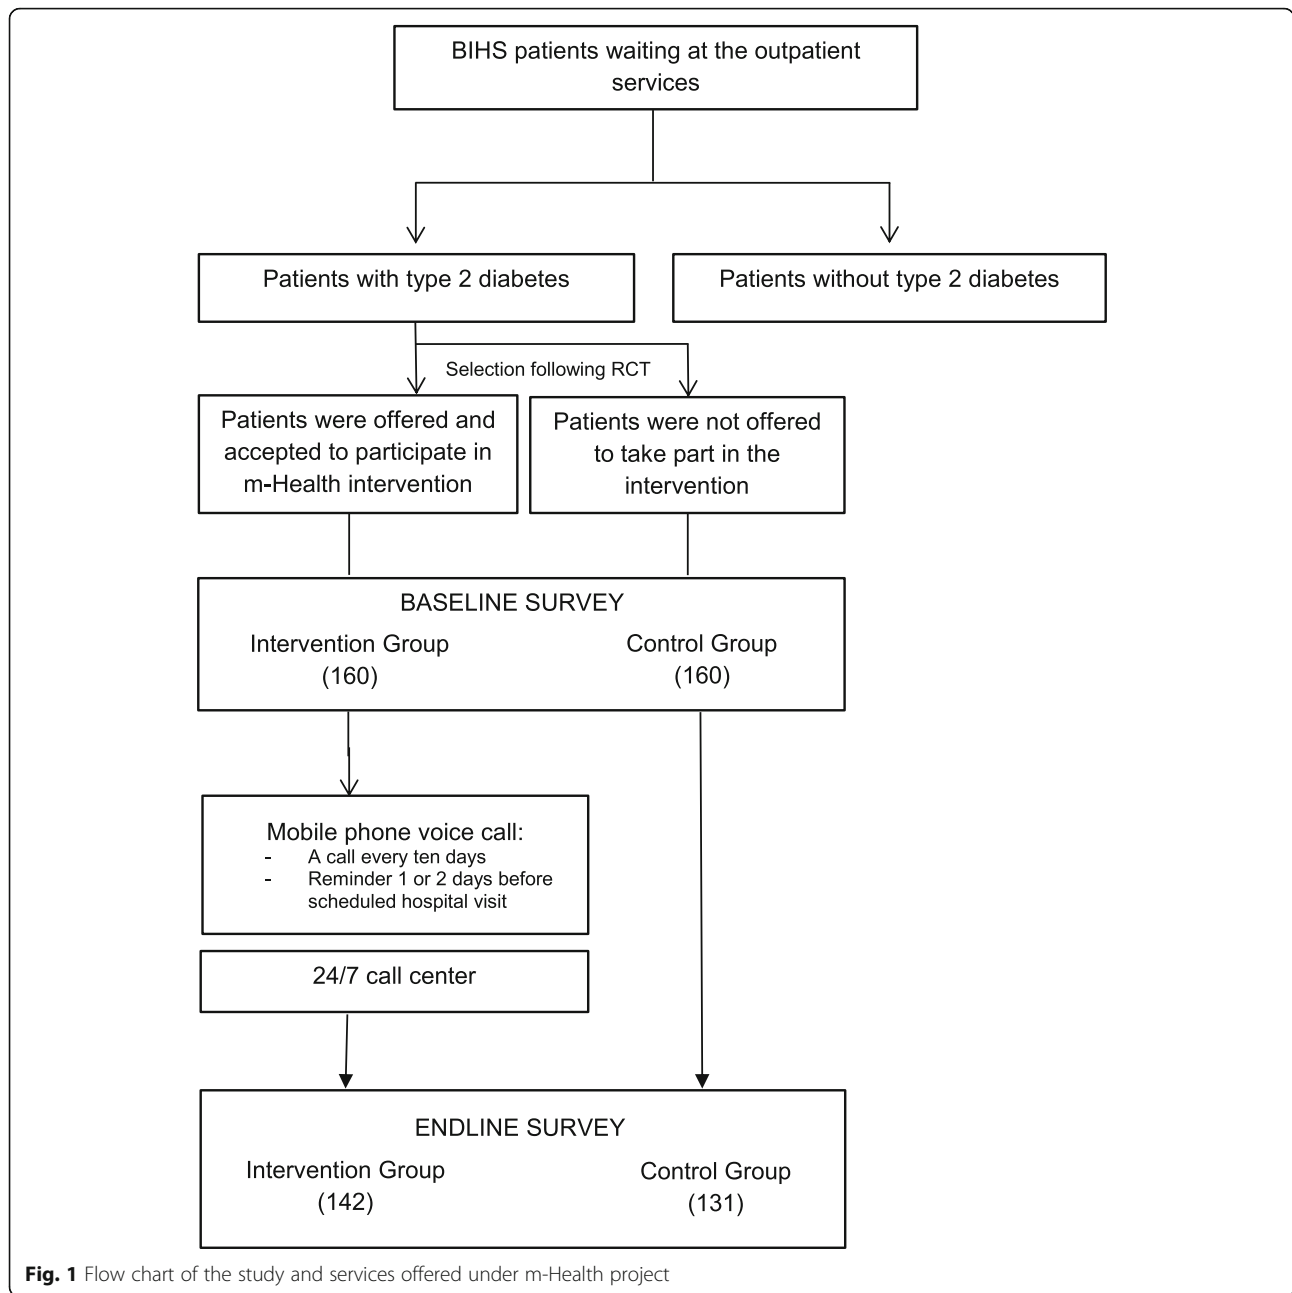 BIHS patients waiting at the outpatient
services
Patients with type 2 diabetes
Patients without type 2 diabetes
Selection following RCT
Patients were offered and
accepted to participate in
m-Health intervention
Patients were not offered
to take part in the
intervention
BASELINE SURVEY
Intervention Group
(160)
Control Group
(160)
Mobile phone voice call:
- A call every ten days
- Reminder 1 or 2 days before
scheduled hospital visit
24/7 call center
ENDLINE SURVEY
Intervention Group
(142)
Control Group
(131)
Fig. 1 Flow chart of the study and services offered under m-Health project